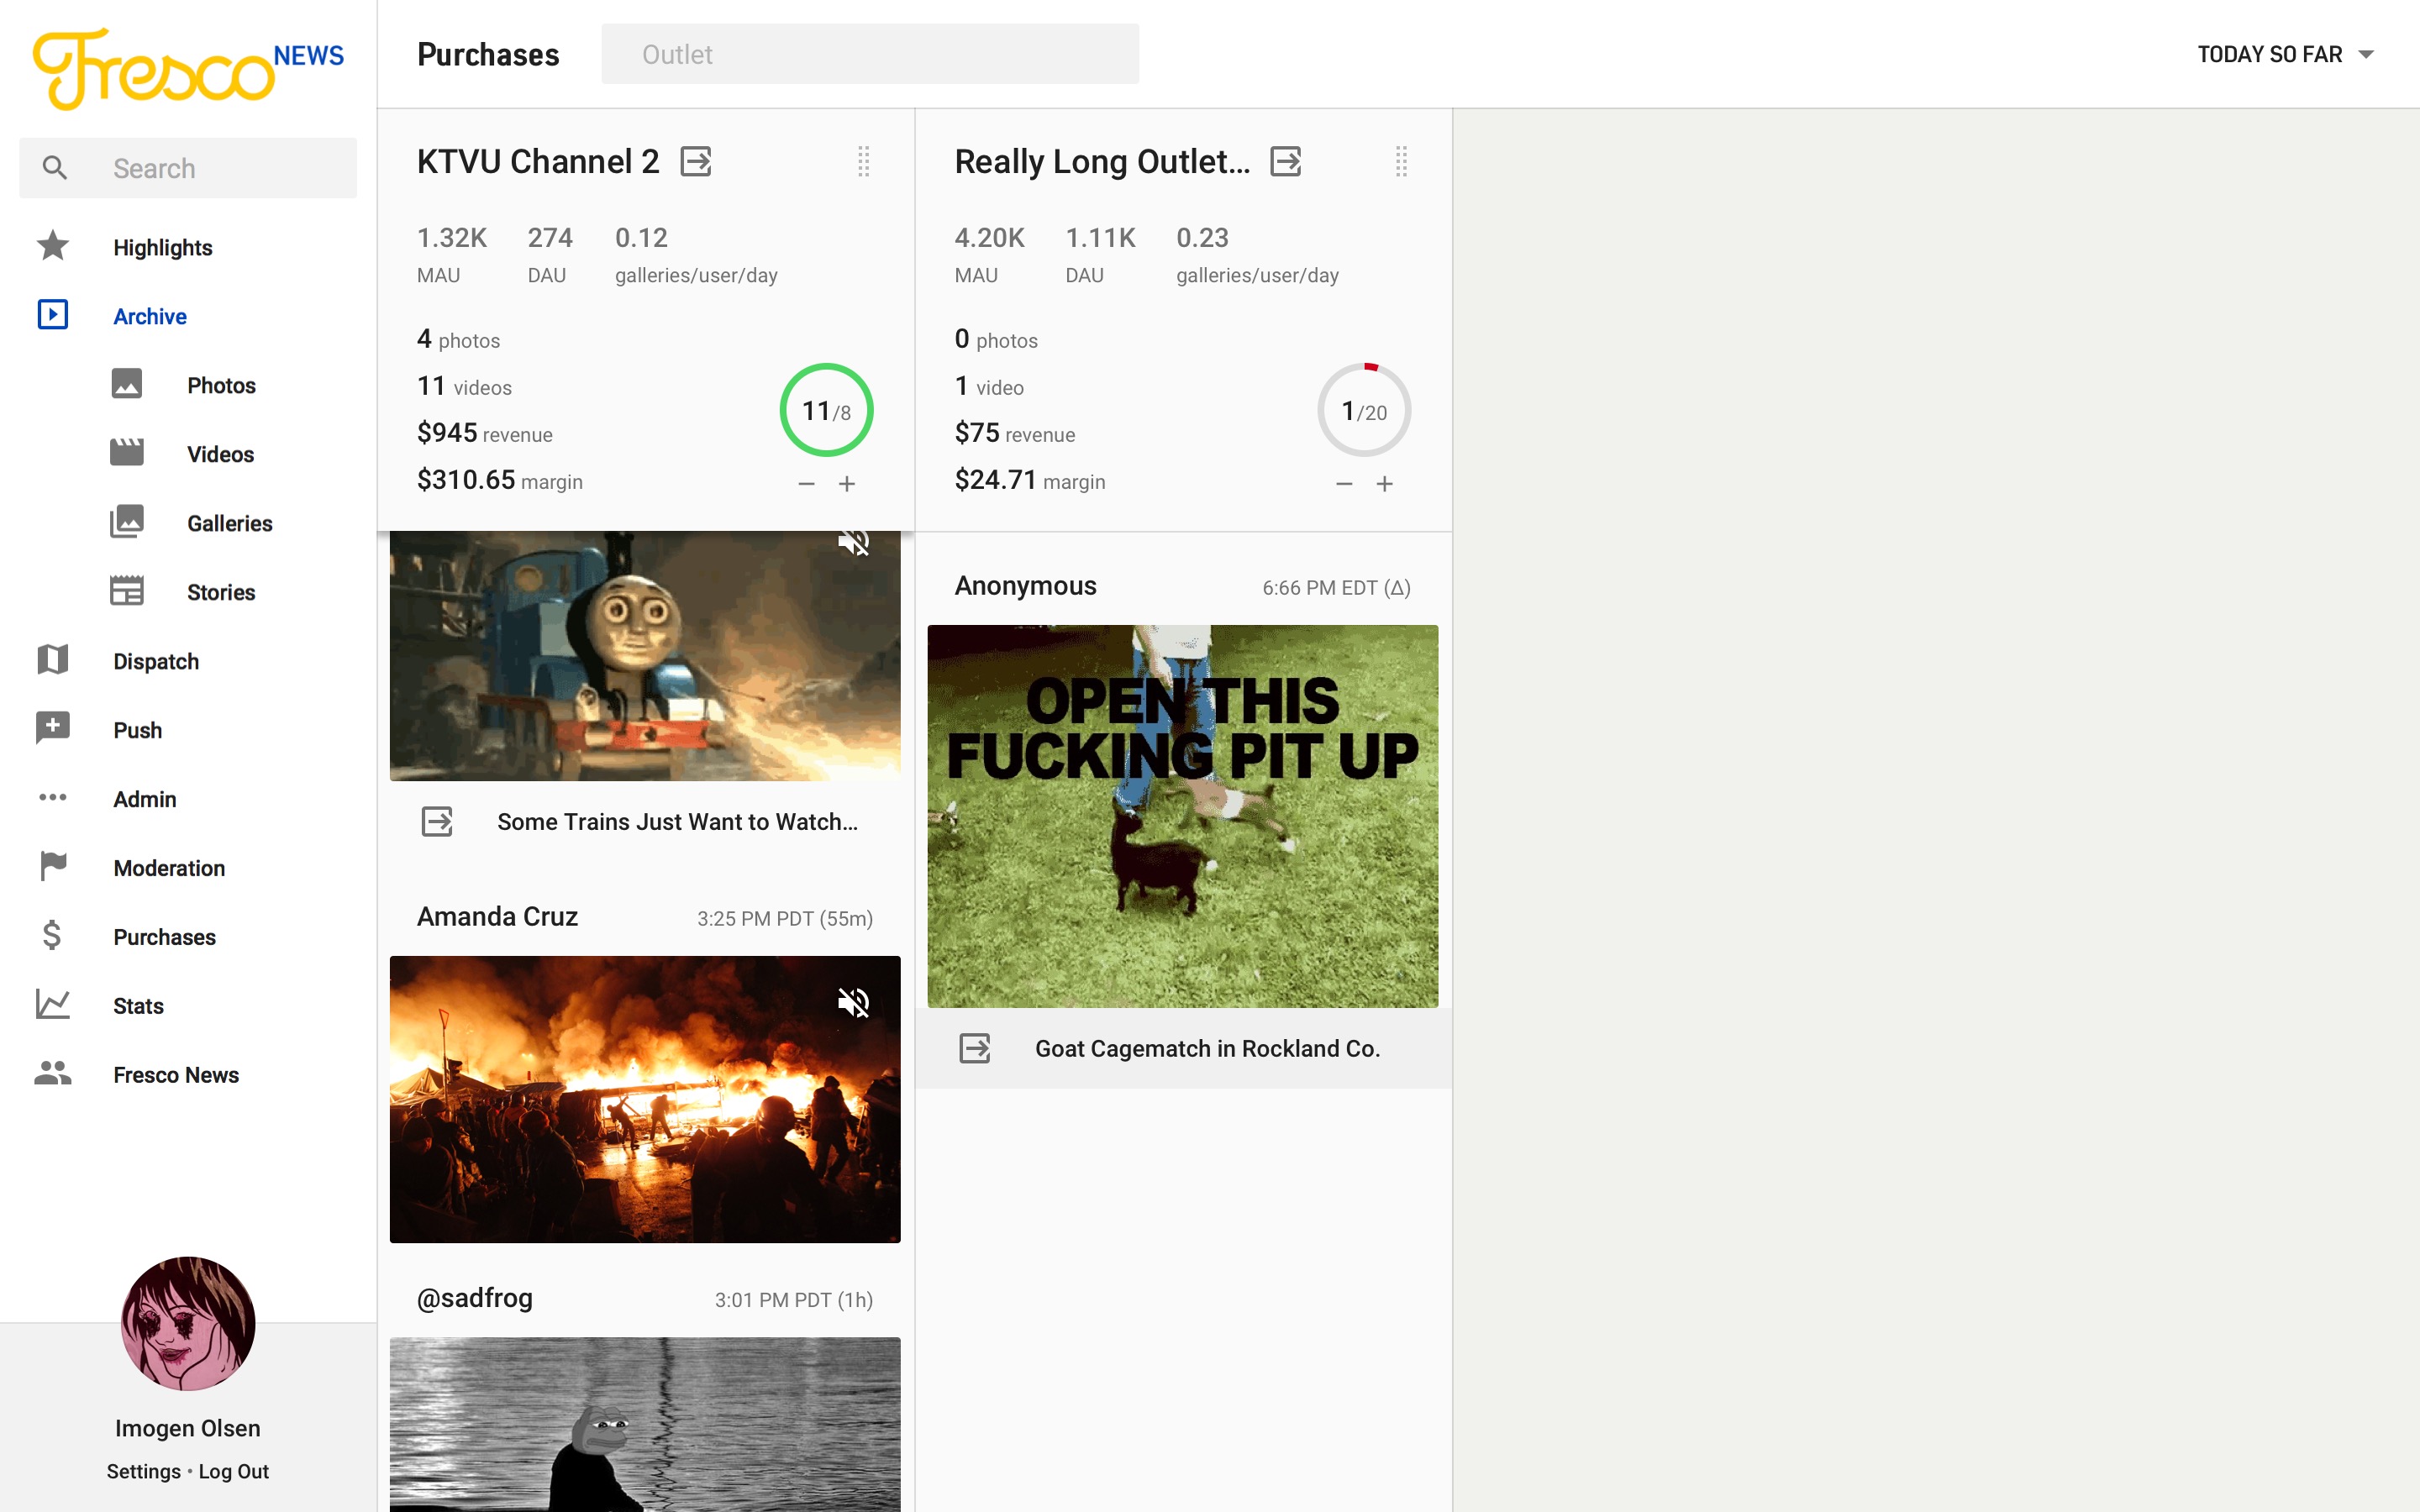 Fresco NEWS
Search
Highlights
Archive
Photos
Videos
Galleries
Stories
Dispatch
Push
Admin
Moderation
Purchases
Stats
Fresco News
Imogen Olsen
Settings • Log Out
Purchases
Outlet
TODAY SO FAR
KTVU Channel 2
1.32K 274 0.12
MAU DAU galleries/user/day
4 photos
11 videos
$945 revenue
$310.65 margin
11/8
− +
Some Trains Just Want to Watch...
Amanda Cruz 3:25 PM PDT (55m)
@sadfrog 3:01 PM PDT (1h)
Really Long Outlet...
4.20K 1.11K 0.23
MAU DAU galleries/user/day
0 photos
1 video
$75 revenue
$24.71 margin
1/20
− +
Anonymous 6:66 PM EDT (Δ)
OPEN THIS
FUCKING PIT UP
Goat Cagematch in Rockland Co.